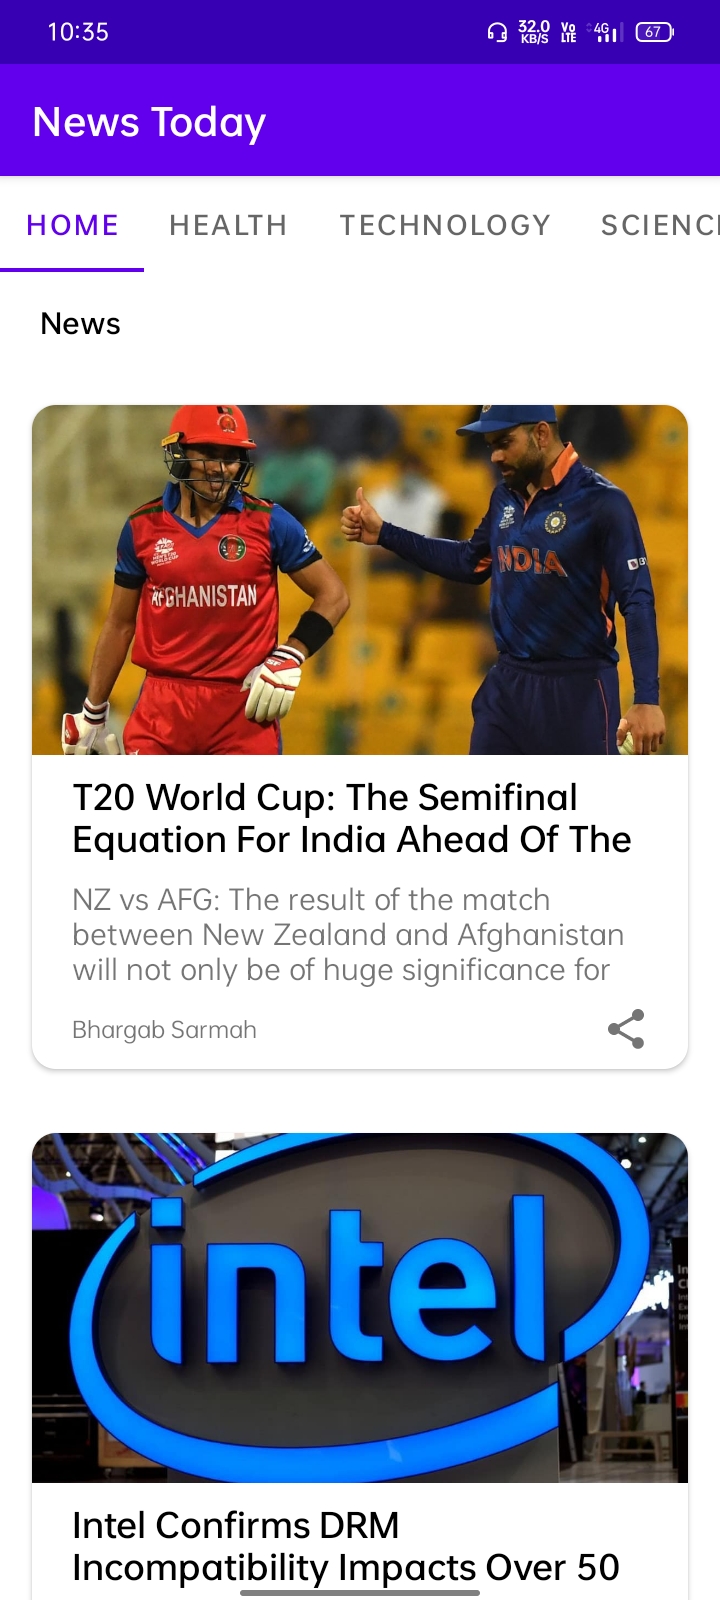 10:35
32.0
KB/S
Vo
LTE
4G
67
News Today
HOME HEALTH TECHNOLOGY SCIENC
News
AFGHANISTAN
INDIA
T20 World Cup: The Semifinal
Equation For India Ahead Of The
NZ vs AFG: The result of the match
between New Zealand and Afghanistan
will not only be of huge significance for
Bhargab Sarmah
intel
Intel Confirms DRM
Incompatibility Impacts Over 50